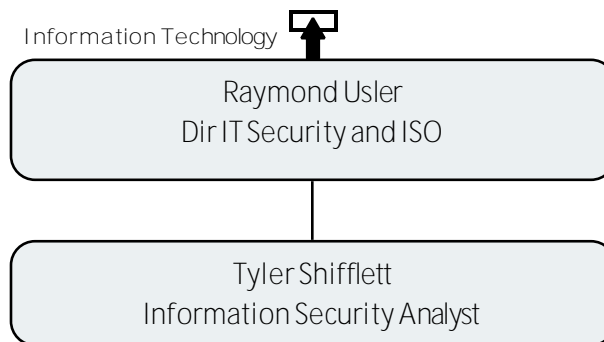 Information Technology
Raymond Usler
Dir IT Security and ISO
Tyler Shifflett
Information Security Analyst